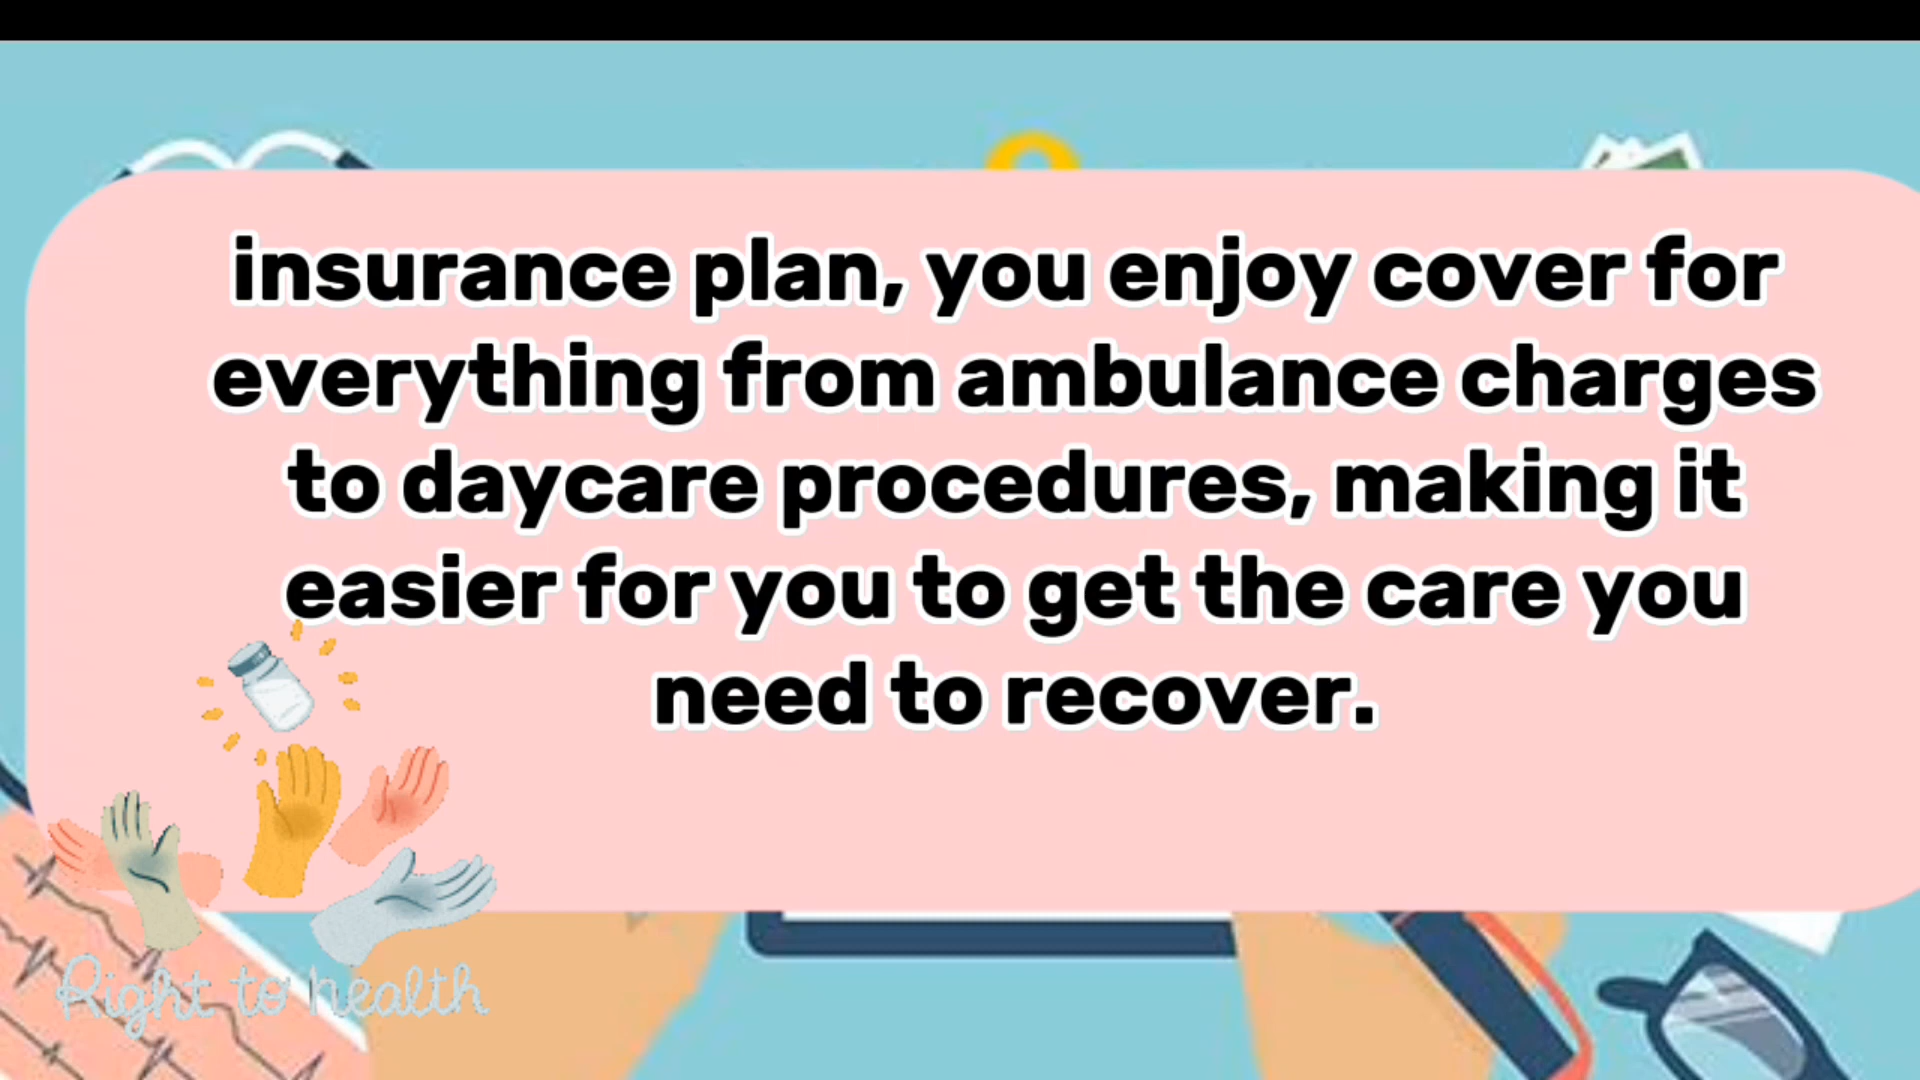 insurance plan, you enjoy cover for
everything from ambulance charges
to daycare procedures, making it
easier for you to get the care you
need to recover.
Right to health